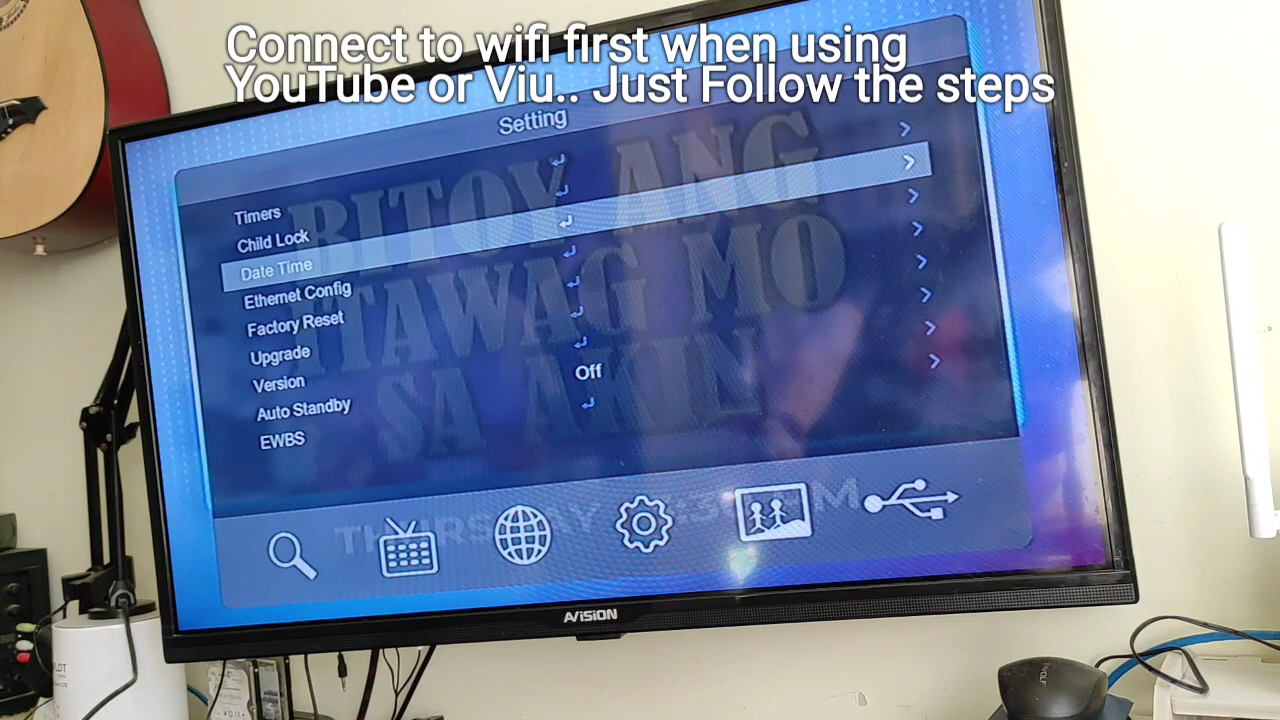 Connect to wifi first when using
YouTube or Viu.. Just Follow the steps
Setting
Timers
Child Lock
Date Time
Ethernet Config
Factory Reset
Upgrade
Version
Auto Standby
Off
EWBS
BITOY ANG
ITAWAG MO
SA AKIN
AVISION